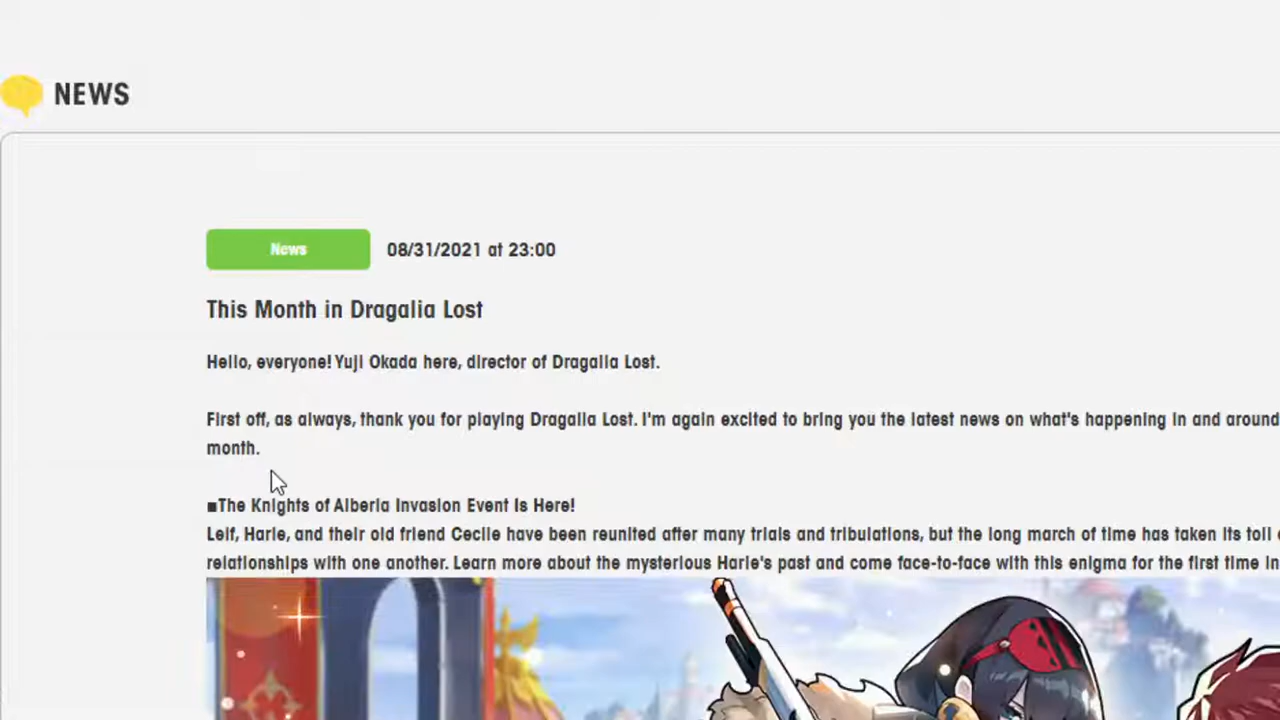 NEWS
News 08/31/2021 at 23:00
This Month in Dragalia Lost
Hello, everyone! Yuji Okada here, director of Dragalia Lost.
First off, as always, thank you for playing Dragalia Lost. I'm again excited to bring you the latest news on what's happening in and around
month.
■The Knights of Alberia Invasion Event Is Here!
Leif, Harle, and their old friend Cecile have been reunited after many trials and tribulations, but the long march of time has taken its toll
relationships with one another. Learn more about the mysterious Harle's past and come face-to-face with this enigma for the first time in